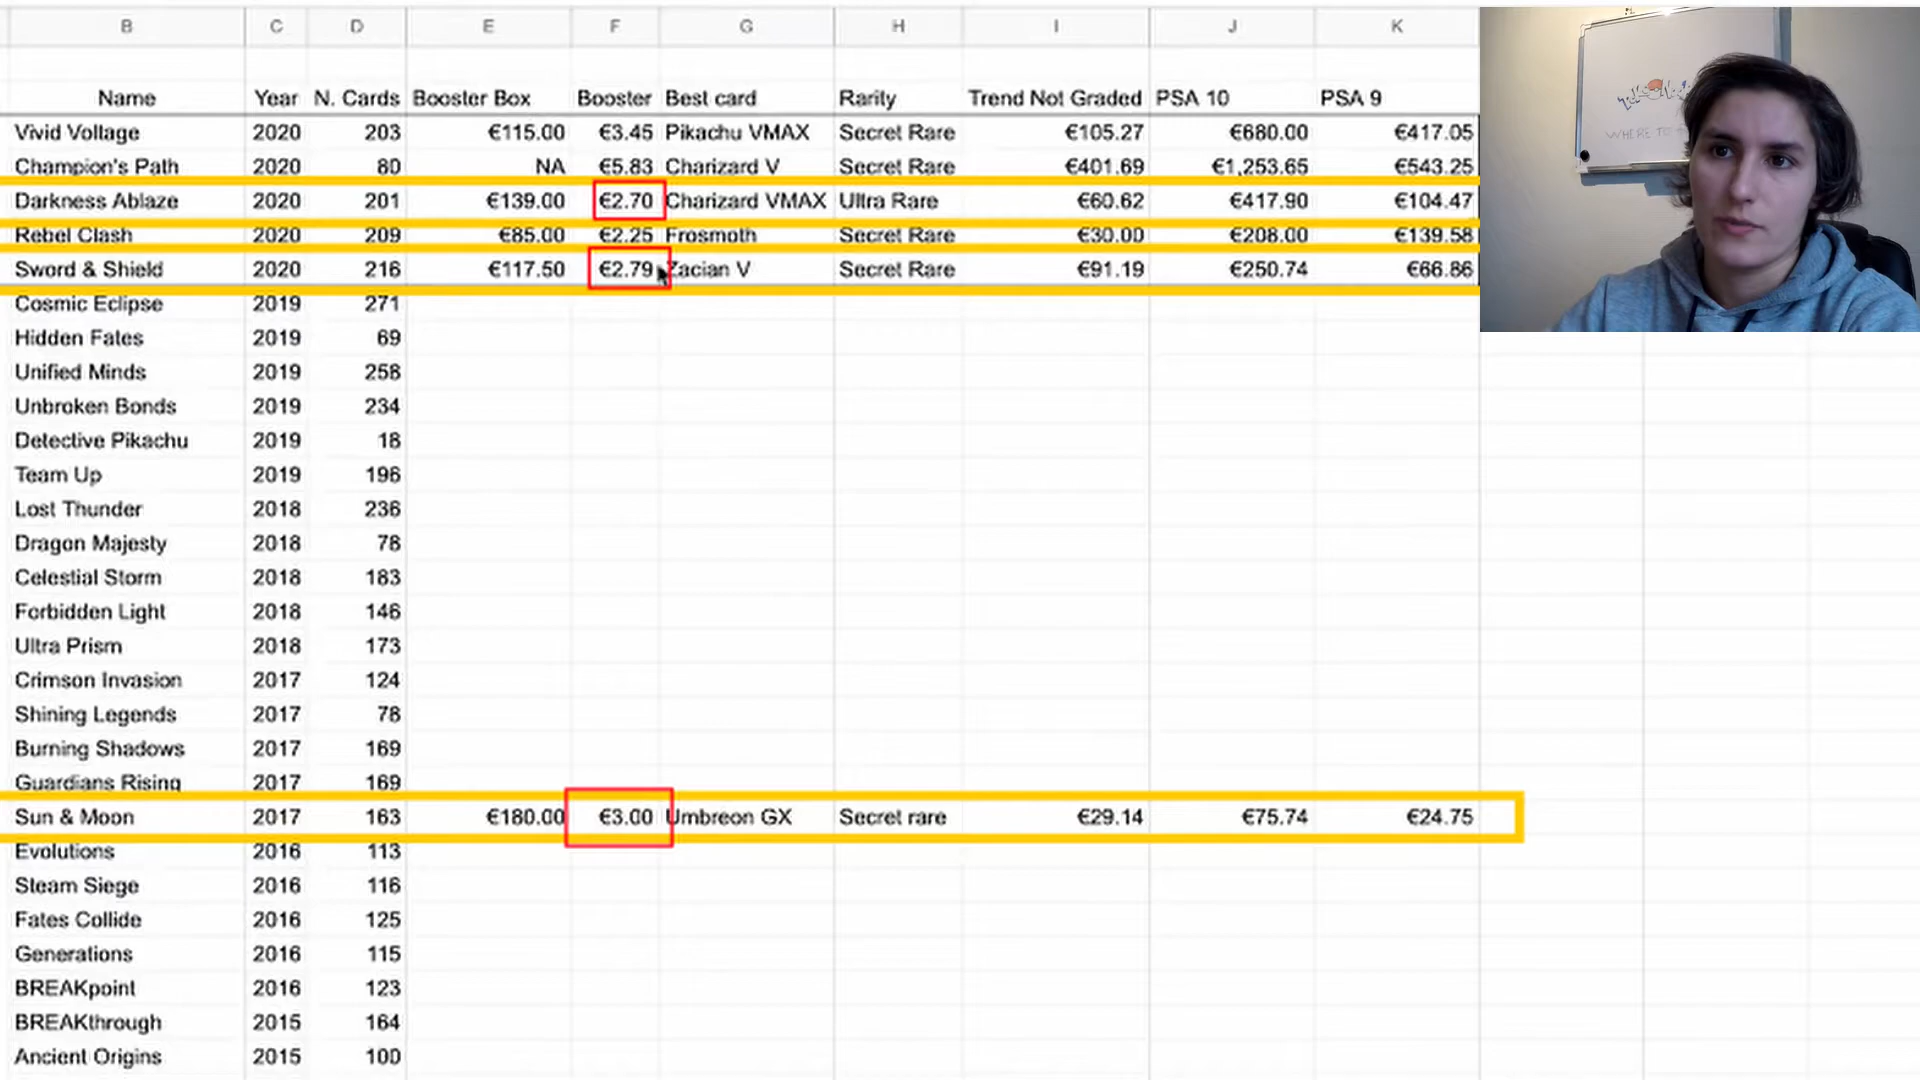 B C D E F G H I J K
Name Year N. Cards Booster Box Booster Best card Rarity Trend Not Graded PSA 10 PSA 9
Vivid Voltage 2020 203 €115.00 €3.45 Pikachu VMAX Secret Rare €105.27 €680.00 €417.05
Champion's Path 2020 80 NA €5.83 Charizard V Secret Rare €401.69 €1,253.65 €543.25
Darkness Ablaze 2020 201 €139.00 €2.70 Charizard VMAX Ultra Rare €60.62 €417.90 €104.47
Rebel Clash 2020 209 €85.00 €2.25 Frosmoth Secret Rare €30.00 €208.00 €139.58
Sword & Shield 2020 216 €117.50 €2.79 Zacian V Secret Rare €91.19 €250.74 €66.86
Cosmic Eclipse 2019 271
Hidden Fates 2019 69
Unified Minds 2019 258
Unbroken Bonds 2019 234
Detective Pikachu 2019 18
Team Up 2019 196
Lost Thunder 2018 236
Dragon Majesty 2018 78
Celestial Storm 2018 183
Forbidden Light 2018 146
Ultra Prism 2018 173
Crimson Invasion 2017 124
Shining Legends 2017 78
Burning Shadows 2017 169
Guardians Rising 2017 169
Sun & Moon 2017 163 €180.00 €3.00 Umbreon GX Secret rare €29.14 €75.74 €24.75
Evolutions 2016 113
Steam Siege 2016 116
Fates Collide 2016 125
Generations 2016 115
BREAKpoint 2016 123
BREAKthrough 2015 164
Ancient Origins 2015 100
WHERE TO